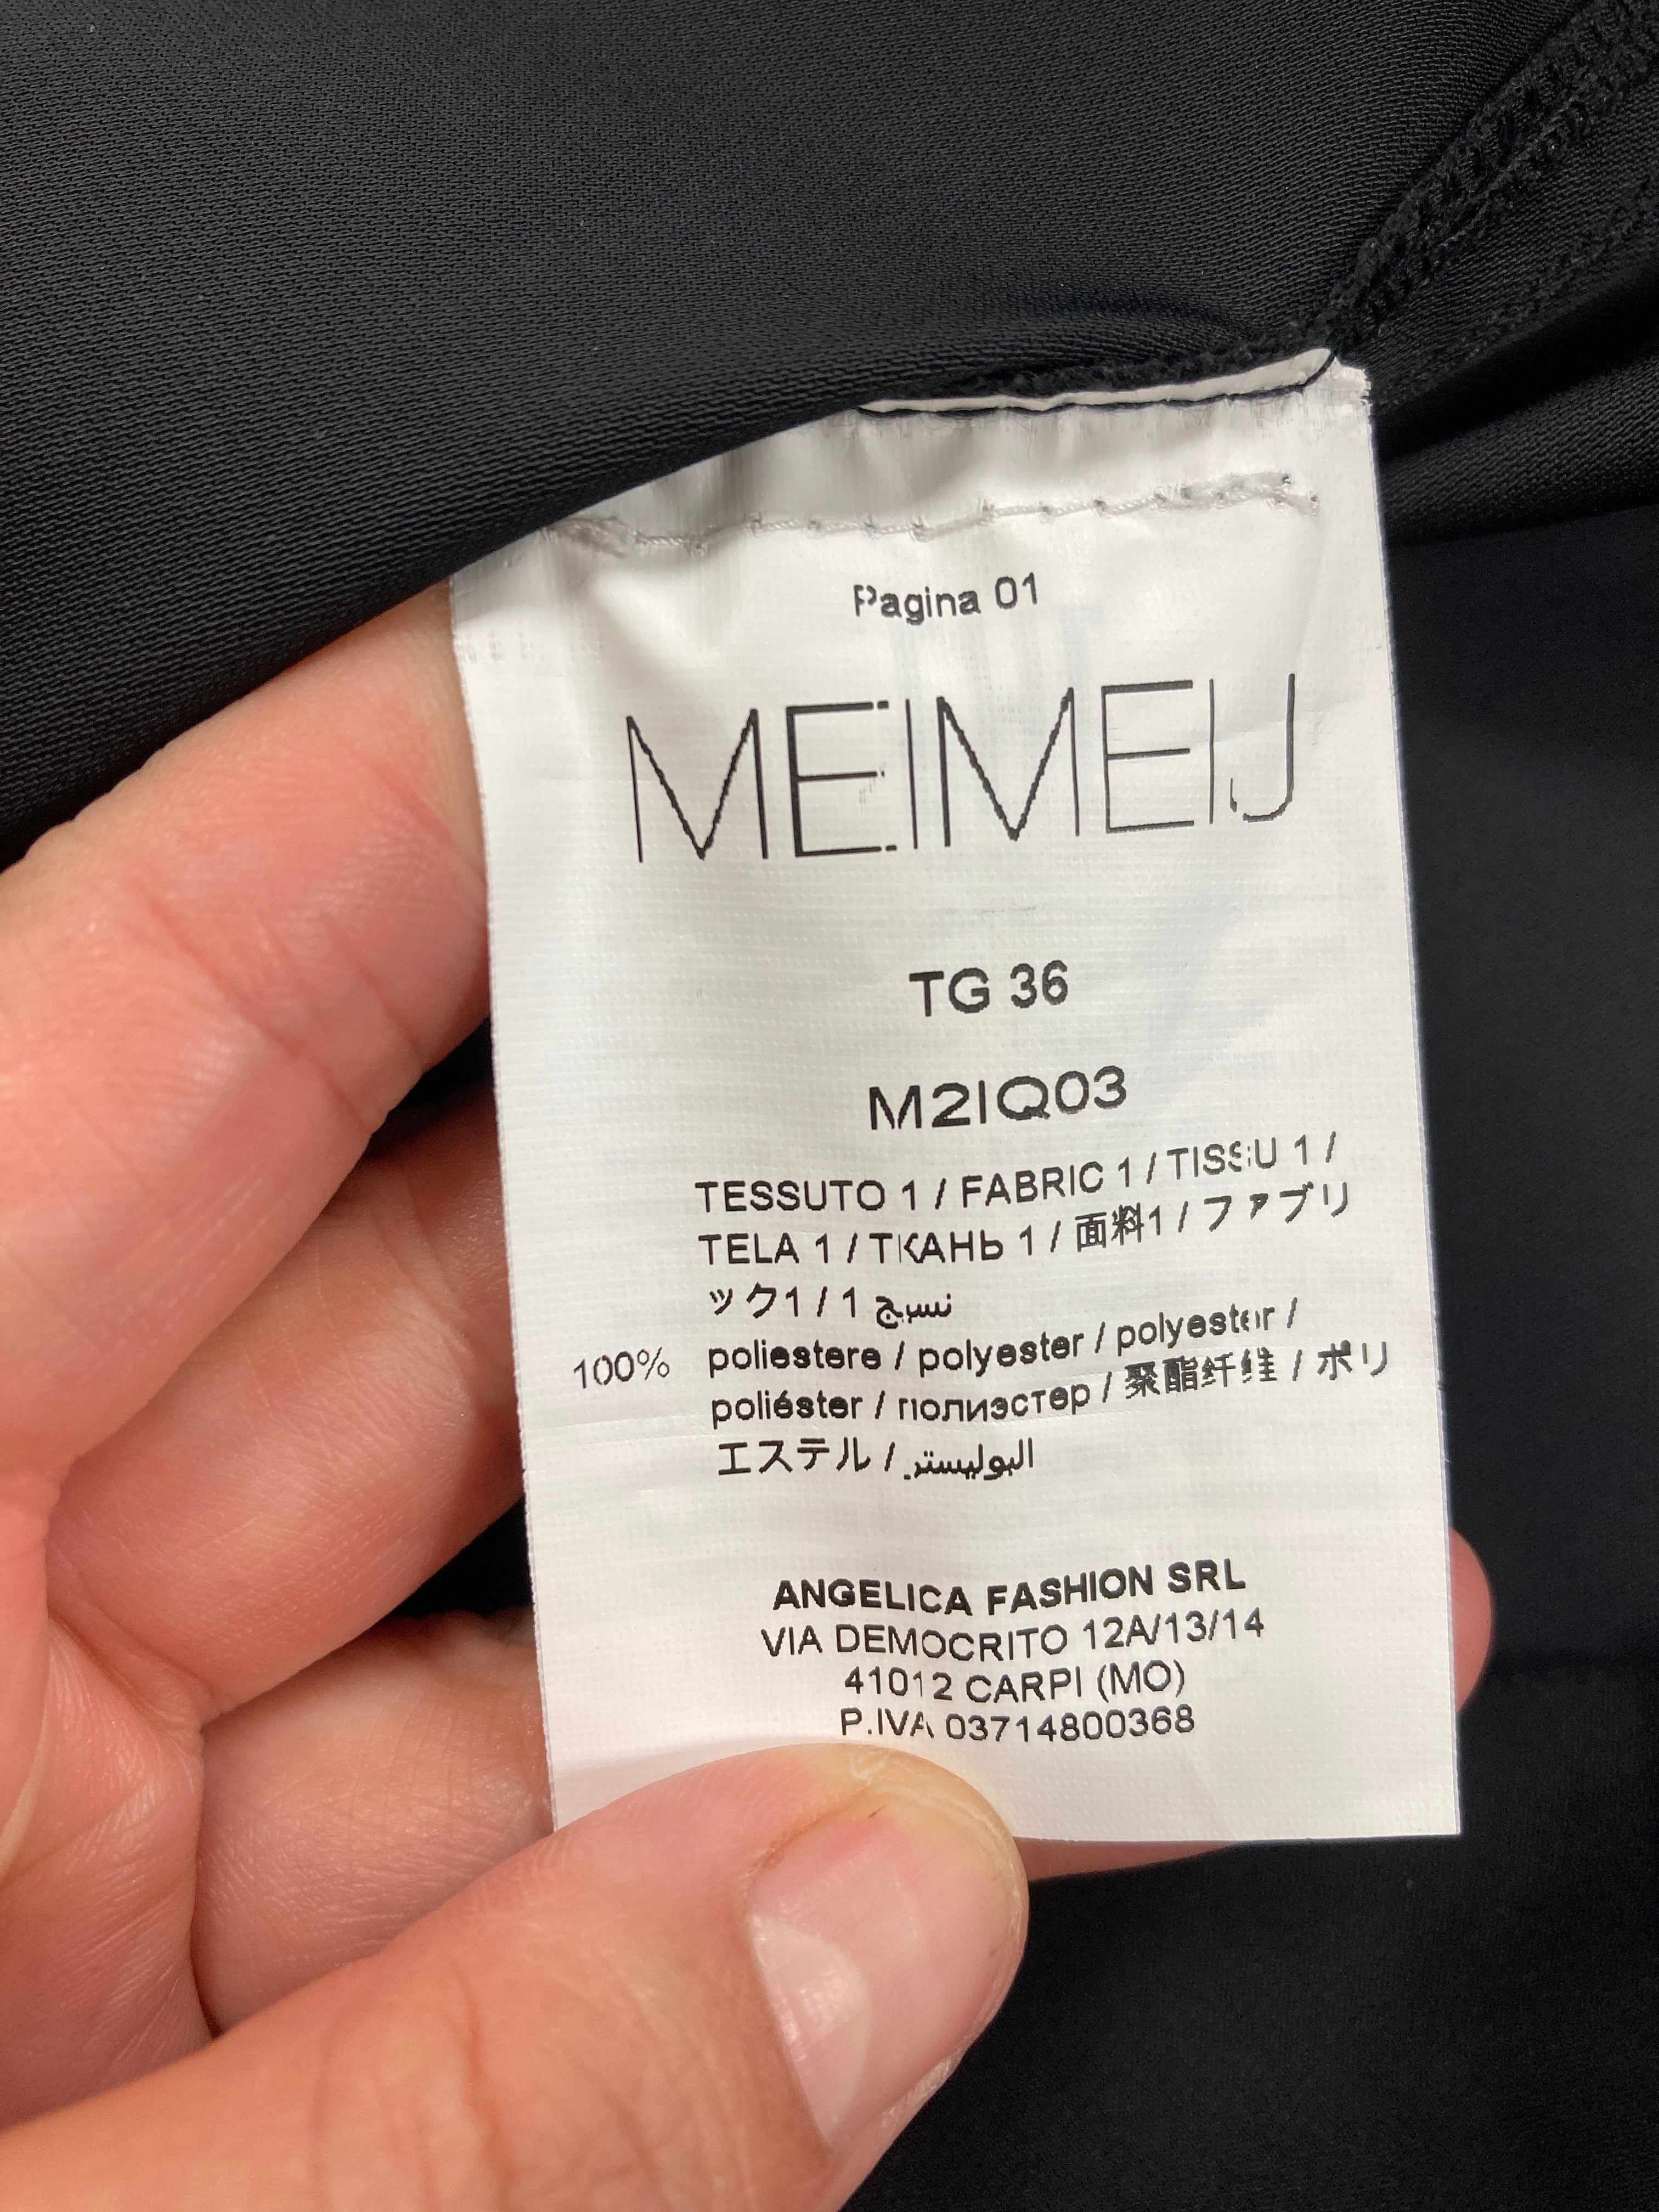 Pagina 01
MEIMEIJ
TG 36
M2IQ03
TESSUTO 1 / FABRIC 1 / TISSU 1 /
TELA 1 / ТКАНЬ 1 / 面料1 / ファブリ
ック1 / 1 نسيج
100% poliestere / polyester / polyester /
poliéster / полиэстер / 聚酯纤维 / ポリ
エステル / البوليستر.
ANGELICA FASHION SRL
VIA DEMOCRITO 12A/13/14
41012 CARPI (MO)
P.IVA 03714800368